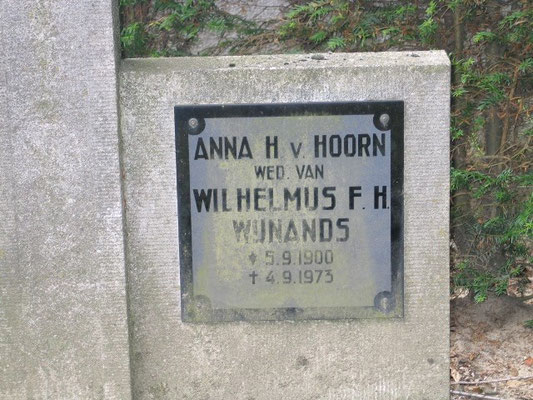 ANNA H v. HOORN
WED. VAN
WILHELMUS F. H.
WIJNANDS
* 5.9.1900
† 4.9.1973